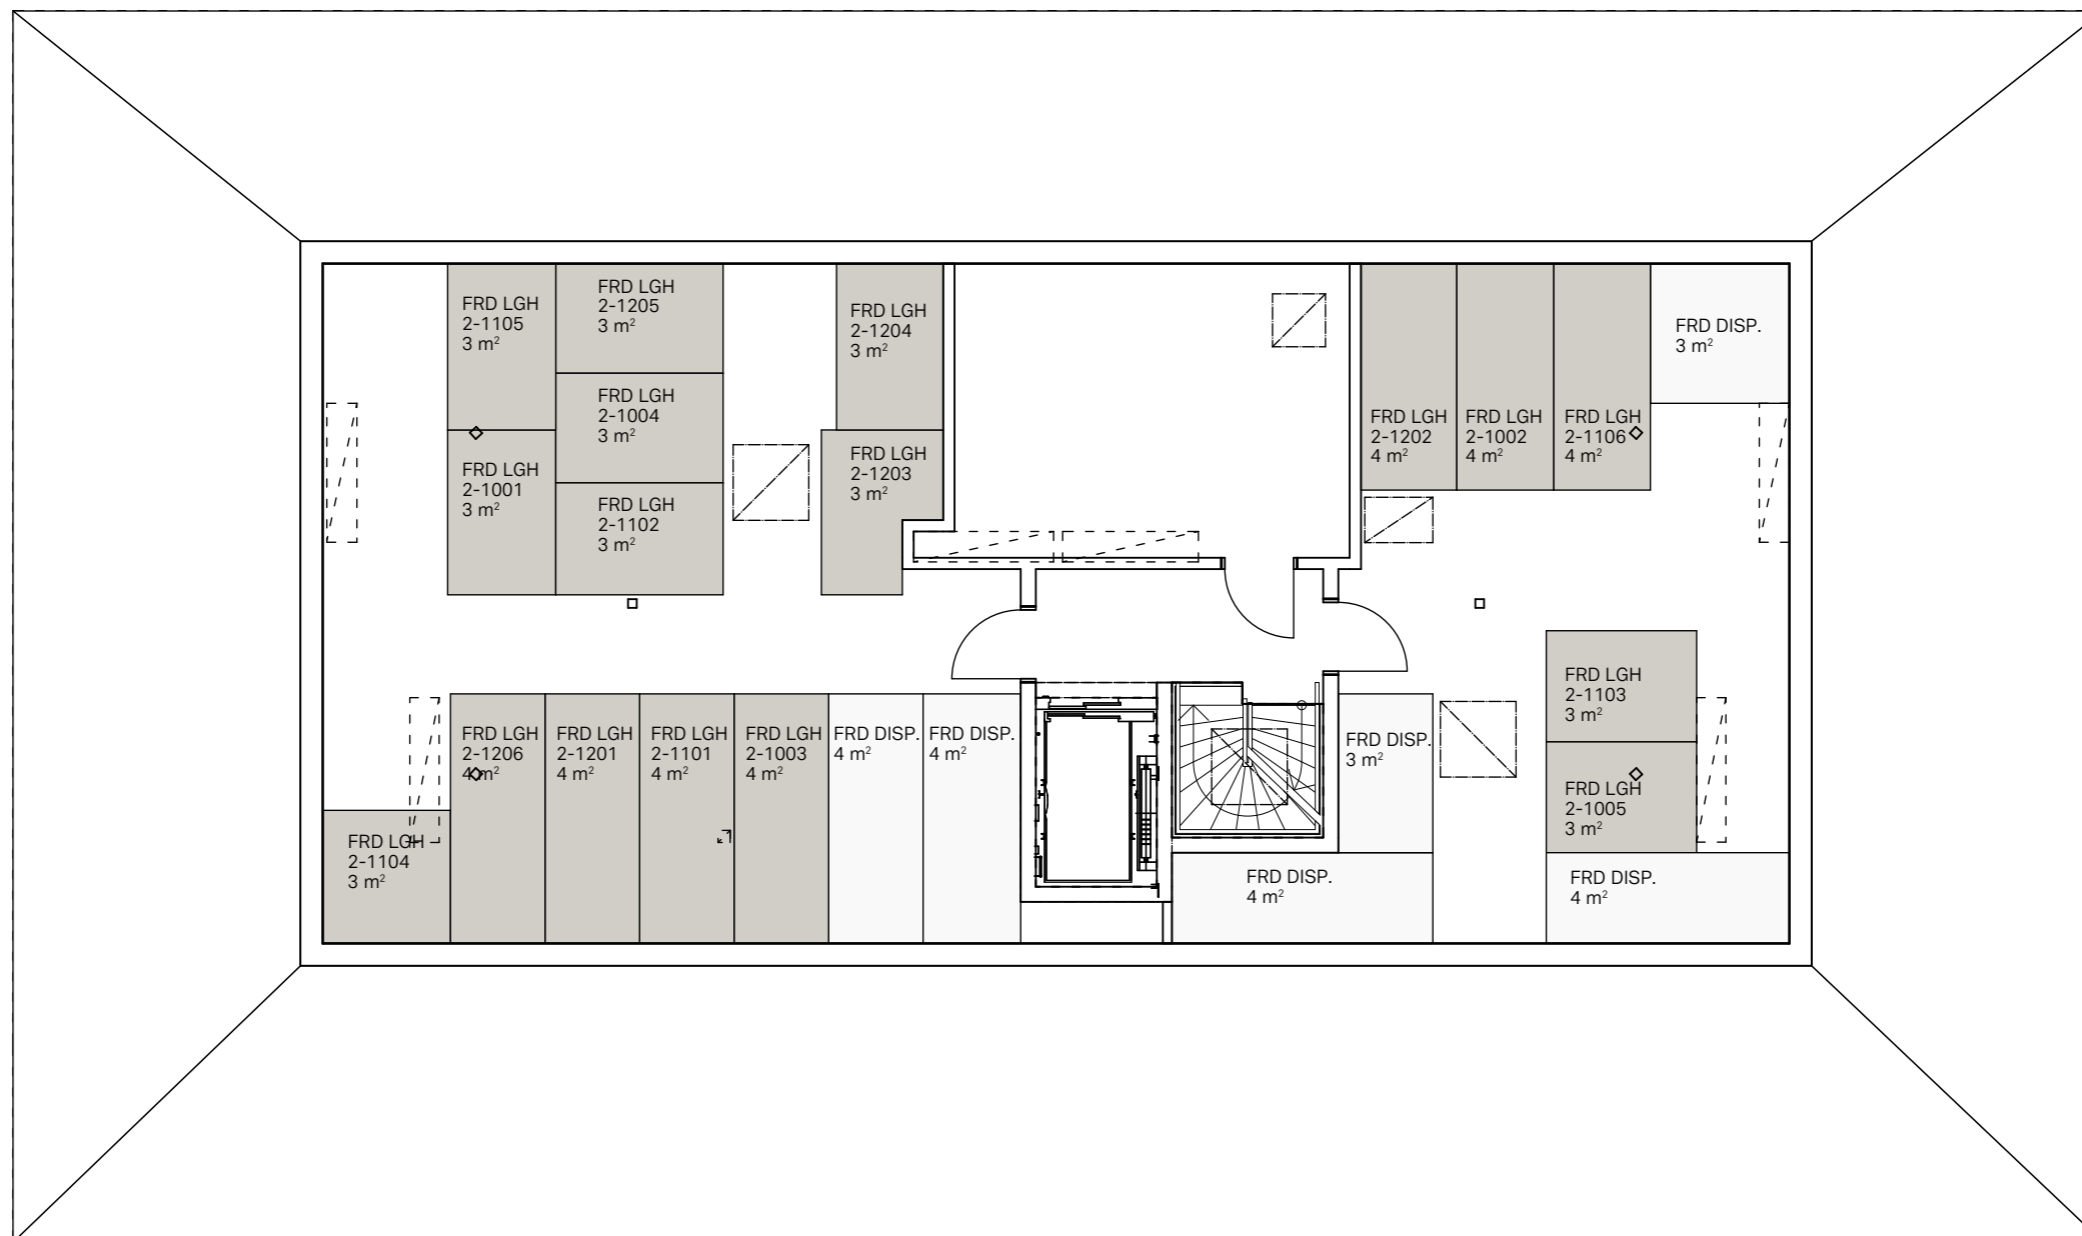 FRD LGH
2-1105
3 m²
FRD LGH
2-1205
3 m²
FRD LGH
2-1204
3 m²
FRD DISP.
3 m²
FRD LGH
2-1004
3 m²
FRD LGH
2-1202
4 m²
FRD LGH
2-1002
4 m²
FRD LGH
2-1106
4 m²
FRD LGH
2-1001
3 m²
FRD LGH
2-1203
3 m²
FRD LGH
2-1102
3 m²
FRD LGH
2-1103
3 m²
FRD LGH
2-1206
4 m²
FRD LGH
2-1201
4 m²
FRD LGH
2-1101
4 m²
FRD LGH
2-1003
4 m²
FRD DISP.
4 m²
FRD DISP.
4 m²
FRD DISP.
3 m²
FRD LGH
2-1005
3 m²
FRD LGH
2-1104
3 m²
FRD DISP.
4 m²
FRD DISP.
4 m²